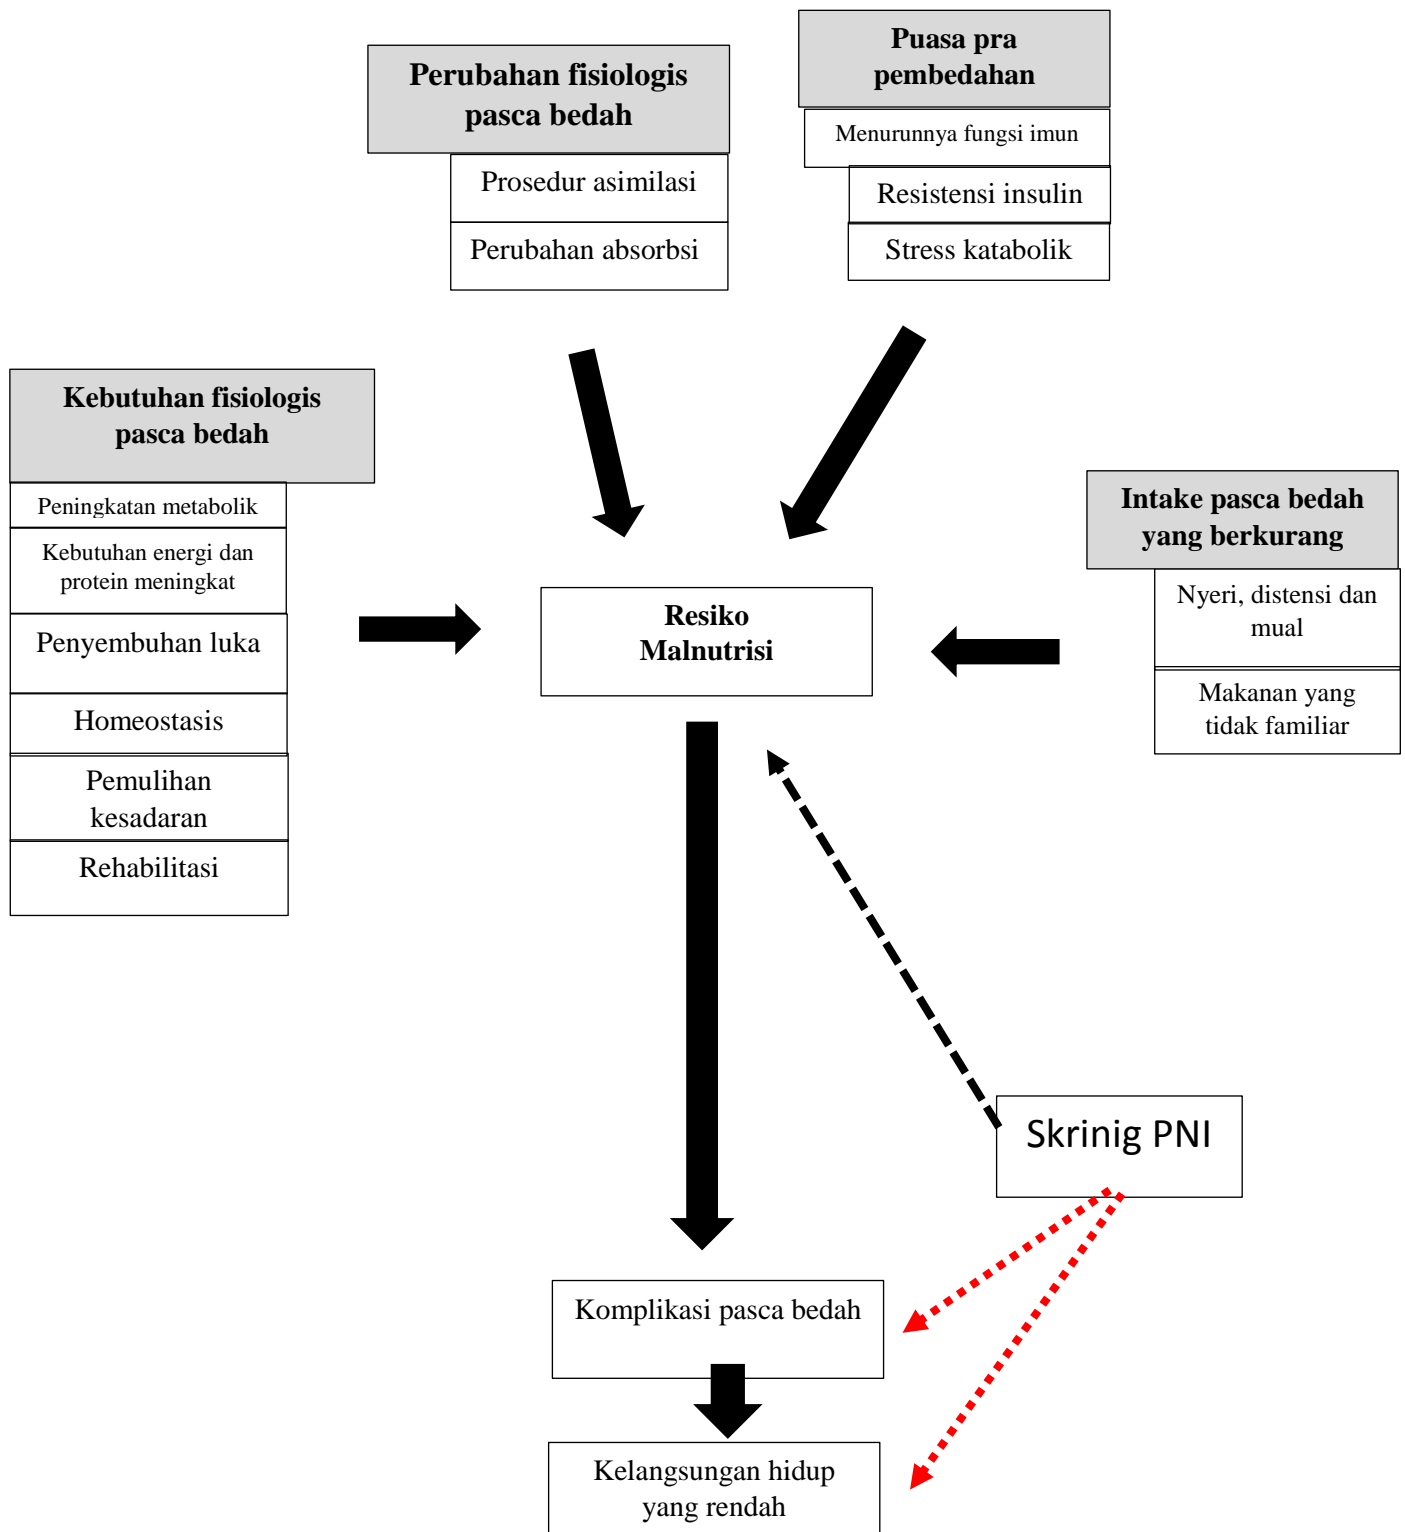 Perubahan fisiologis
pasca bedah
Prosedur asimilasi
Perubahan absorbsi
Puasa pra
pembedahan
Menurunnya fungsi imun
Resistensi insulin
Stress katabolik
Kebutuhan fisiologis
pasca bedah
Peningkatan metabolik
Kebutuhan energi dan
protein meningkat
Penyembuhan luka
Homeostasis
Pemulihan
kesadaran
Rehabilitasi
Intake pasca bedah
yang berkurang
Nyeri, distensi dan
mual
Makanan yang
tidak familiar
Resiko
Malnutrisi
Skrinig PNI
Komplikasi pasca bedah
Kelangsungan hidup
yang rendah